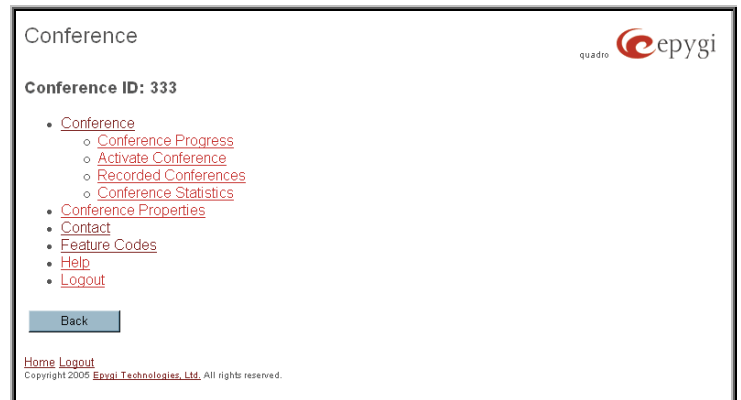 Conference
quadro epygi
Conference ID: 333
Conference
Conference Progress
Activate Conference
Recorded Conferences
Conference Statistics
Conference Properties
Contact
Feature Codes
Help
Logout
Back
Home Logout
Copyright 2005 Epygi Technologies, Ltd. All rights reserved.